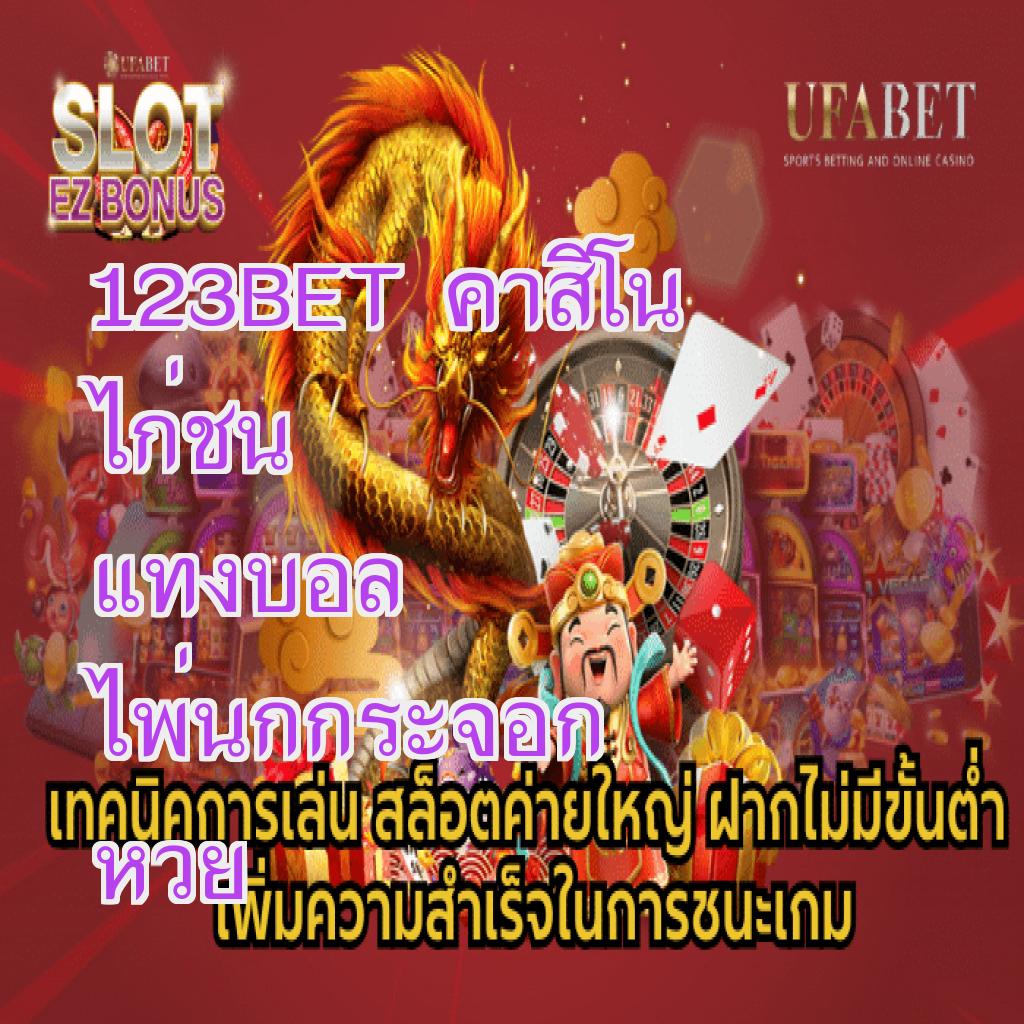 UFABET
SLOT
EZ BONUS
UFABET
SPORTS BETTING AND ONLINE CASINO
123BET คาสิโน
ไก่ชน
แทงบอล
ไพ่นกกระจอก
เทคนิคการเล่น สล็อตค่ายใหญ่ ฝากไม่มีขั้นต่ำ
หวย
เพิ่มความสำเร็จในการชนะเกม